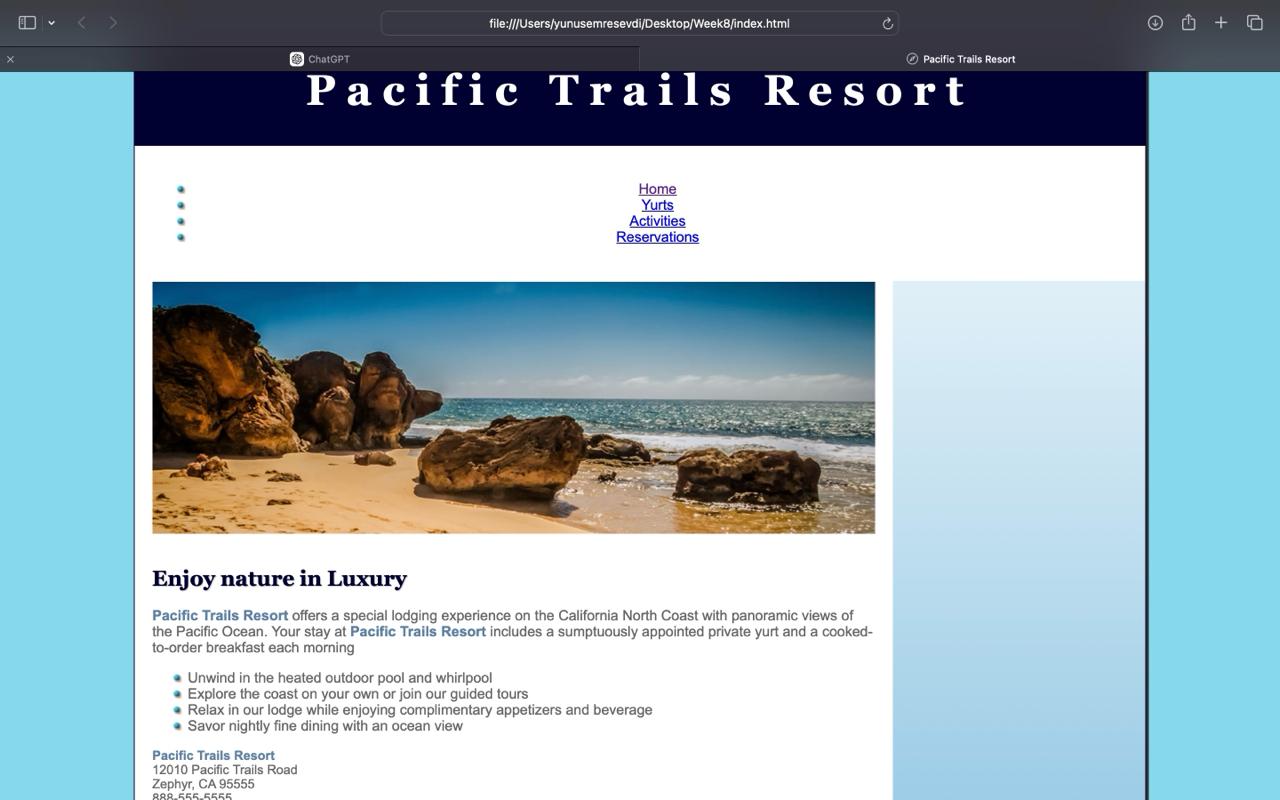 file:///Users/yunusemresevdi/Desktop/Week8/index.html
ChatGPT
Pacific Trails Resort
Pacific Trails Resort
Home
Yurts
Activities
Reservations
Enjoy nature in Luxury
Pacific Trails Resort offers a special lodging experience on the California North Coast with panoramic views of
the Pacific Ocean. Your stay at Pacific Trails Resort includes a sumptuously appointed private yurt and a cooked-
to-order breakfast each morning
Unwind in the heated outdoor pool and whirlpool
Explore the coast on your own or join our guided tours
Relax in our lodge while enjoying complimentary appetizers and beverage
Savor nightly fine dining with an ocean view
Pacific Trails Resort
12010 Pacific Trails Road
Zephyr, CA 95555
888-555-5555